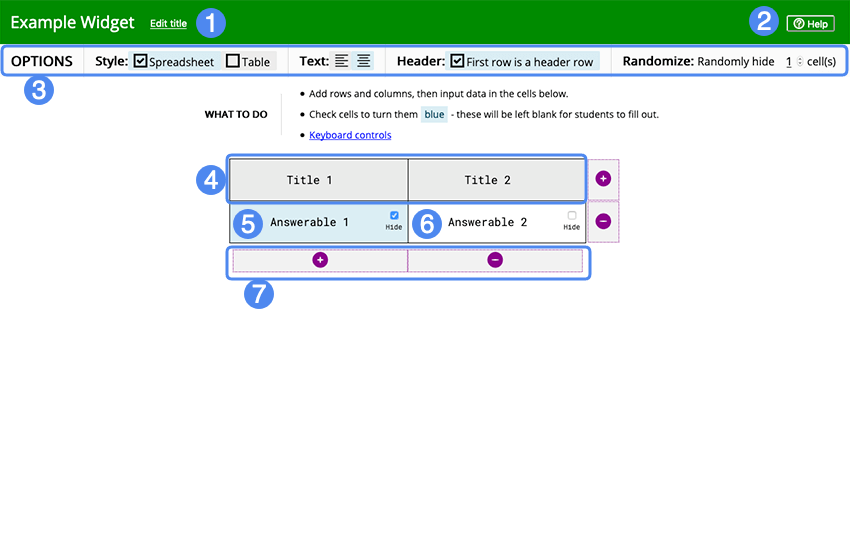 Example Widget Edit title 1 2 Help
OPTIONS Style: Spreadsheet Table Text: Header: First row is a header row Randomize: Randomly hide 1 cell(s)
3
Add rows and columns, then input data in the cells below.
WHAT TO DO Check cells to turn them blue - these will be left blank for students to fill out.
Keyboard controls
4 Title 1 Title 2
5 Answerable 1 Hide 6 Answerable 2 Hide
7